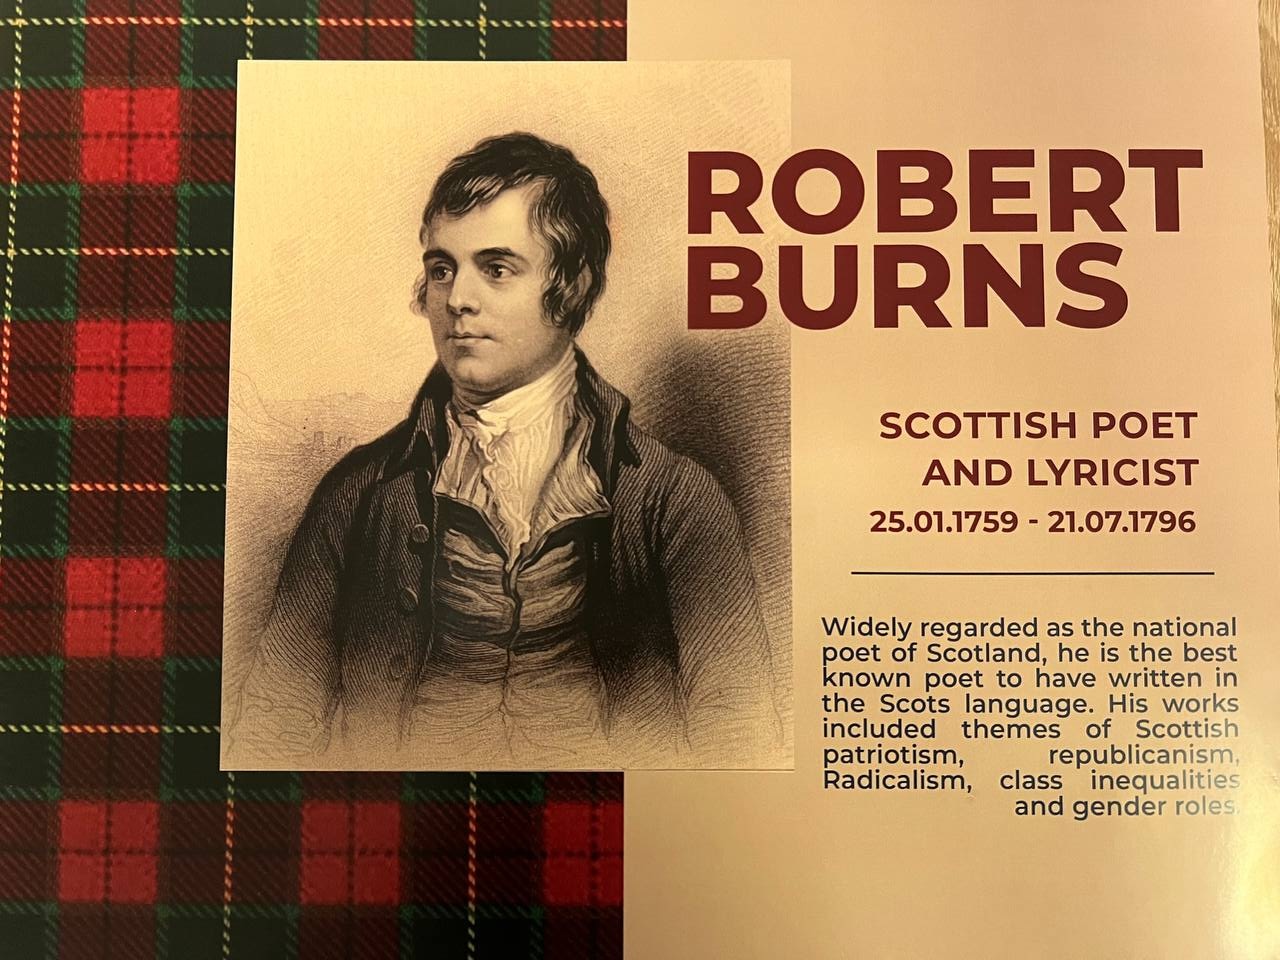 ROBERT
BURNS
SCOTTISH POET
AND LYRICIST
25.01.1759 - 21.07.1796
Widely regarded as the national
poet of Scotland, he is the best
known poet to have written in
the Scots language. His works
included themes of Scottish
patriotism, republicanism,
Radicalism, class inequalities
and gender roles.